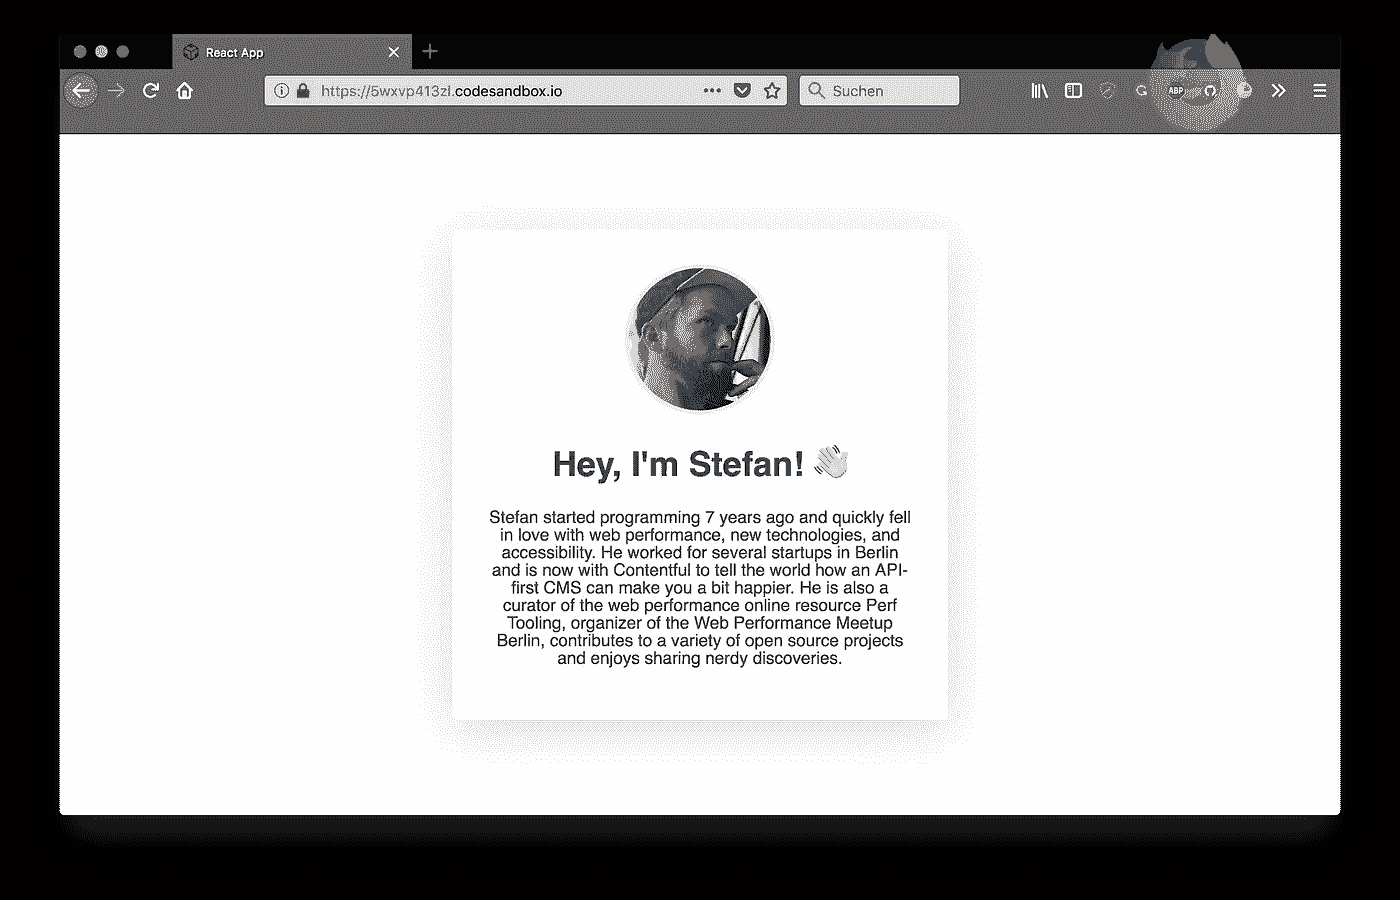 React App
https://5wxvp413zl.codesandbox.io
Suchen
ABP
Hey, I'm Stefan! 👋
Stefan started programming 7 years ago and quickly fell
in love with web performance, new technologies, and
accessibility. He worked for several startups in Berlin
and is now with Contentful to tell the world how an API-
first CMS can make you a bit happier. He is also a
curator of the web performance online resource Perf
Tooling, organizer of the Web Performance Meetup
Berlin, contributes to a variety of open source projects
and enjoys sharing nerdy discoveries.